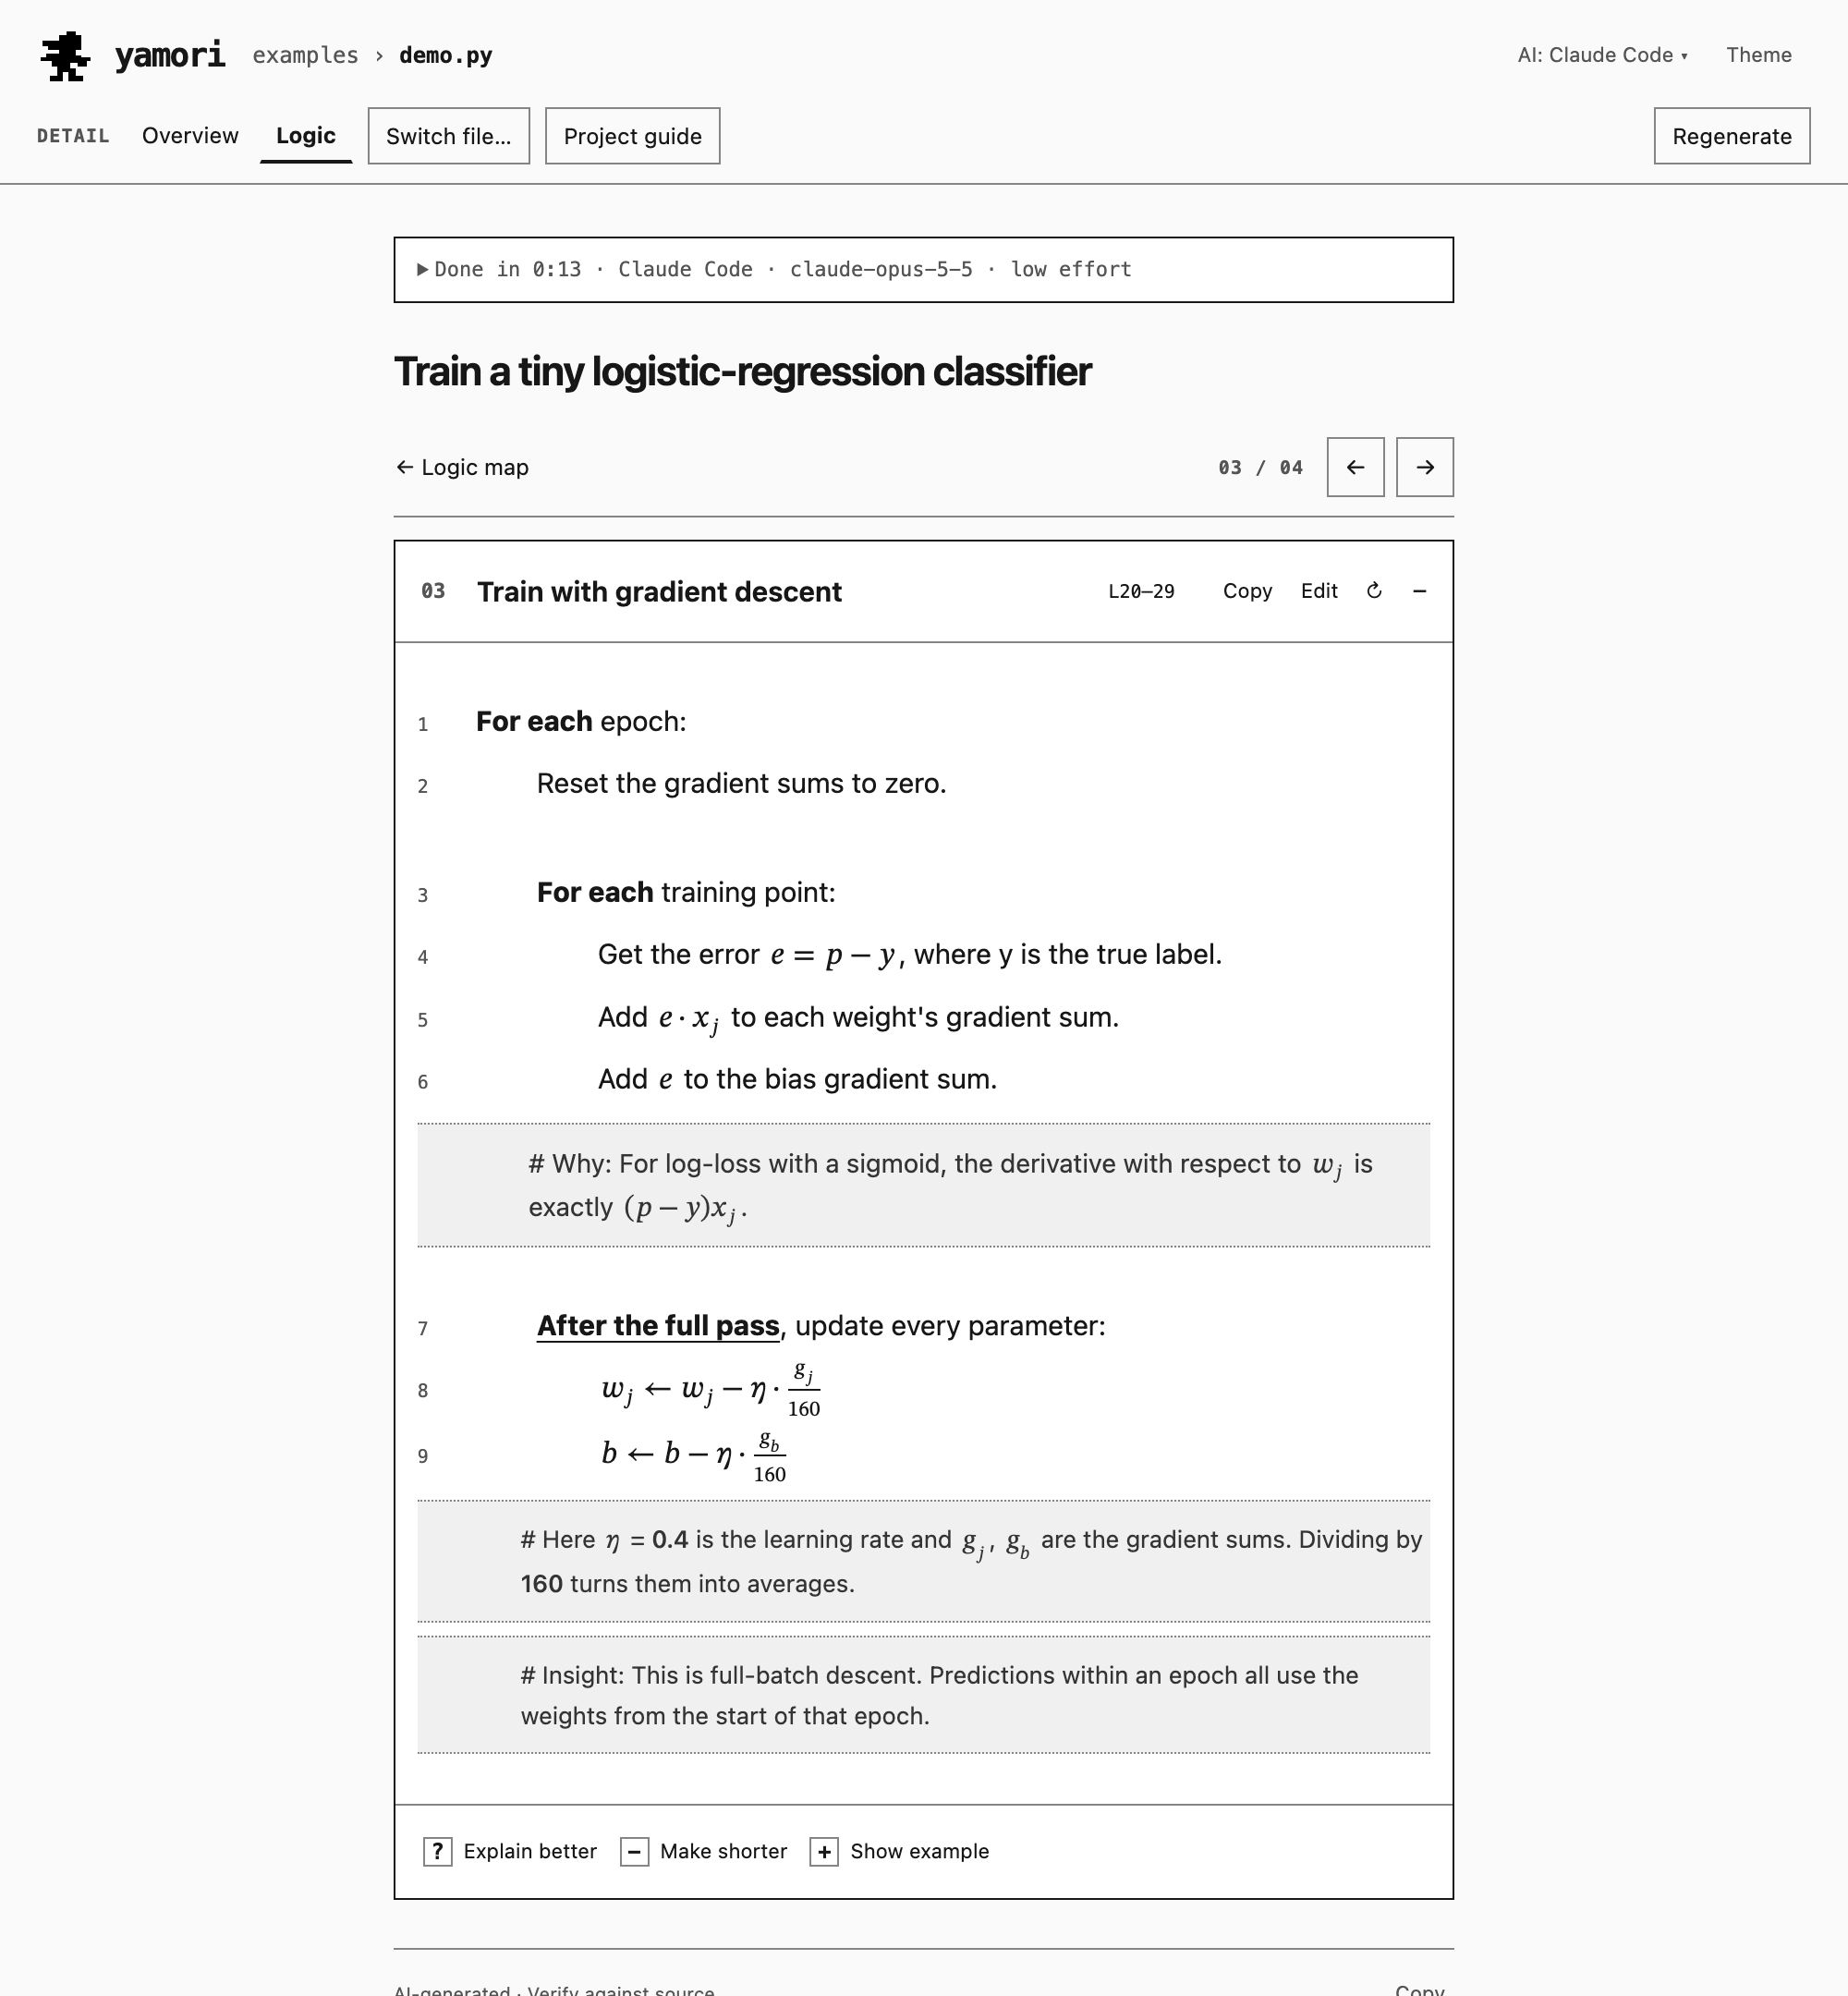 yamori examples › demo.py AI: Claude Code ▾ Theme
DETAIL Overview Logic Switch file... Project guide Regenerate
▶ Done in 0:13 · Claude Code · claude-opus-5-5 · low effort
Train a tiny logistic-regression classifier
← Logic map 03 / 04 ← →
03 Train with gradient descent L20–29 Copy Edit ↻ −
1 For each epoch:
2 Reset the gradient sums to zero.
3 For each training point:
4 Get the error e = p − y, where y is the true label.
5 Add e · x_j to each weight's gradient sum.
6 Add e to the bias gradient sum.
# Why: For log-loss with a sigmoid, the derivative with respect to w_j is
exactly (p − y)x_j.
7 After the full pass, update every parameter:
8 w_j ← w_j − η · g_j/160
9 b ← b − η · g_b/160
# Here η = 0.4 is the learning rate and g_j, g_b are the gradient sums. Dividing by
160 turns them into averages.
# Insight: This is full-batch descent. Predictions within an epoch all use the
weights from the start of that epoch.
? Explain better − Make shorter + Show example
AI-generated · Verify against source Copy